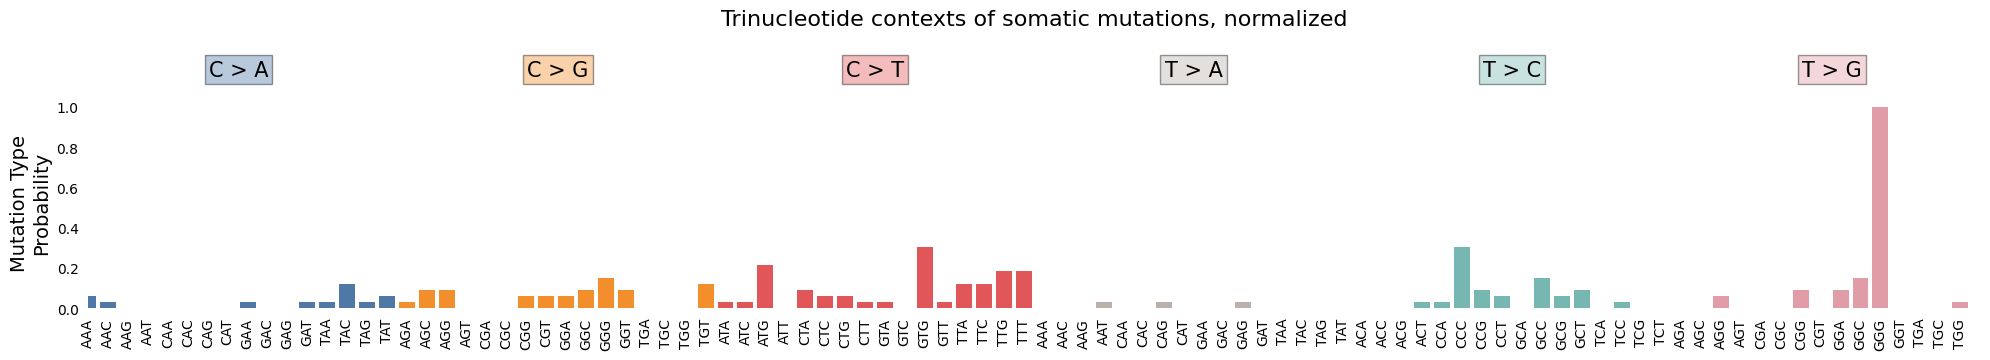 Trinucleotide contexts of somatic mutations, normalized
C > A C > G C > T T > A T > C T > G
Mutation Type
Probability
1.0
0.8
0.6
0.4
0.2
0.0
AAA AAC AAG AAT CAA CAC CAG CAT GAA GAC GAG GAT TAA TAC TAG TAT AGA AGC AGG AGT CGA CGC CGG CGT GGA GGC GGG GGT TGA TGC TGG TGT ATA ATC ATG ATT CTA CTC CTG CTT GTA GTC GTG GTT TTA TTC TTG TTT AAA AAC AAG AAT CAA CAC CAG CAT GAA GAC GAG GAT TAA TAC TAG TAT ACA ACC ACG ACT CCA CCC CCG CCT GCA GCC GCG GCT TCA TCC TCG TCT AGA AGC AGG AGT CGA CGC CGG CGT GGA GGC GGG GGT TGA TGC TGG